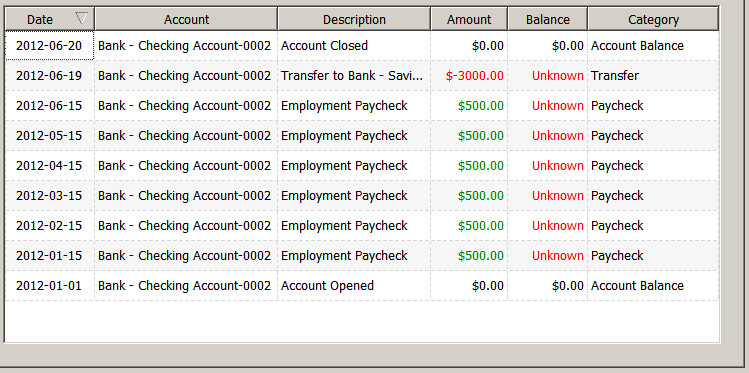 Date Account Description Amount Balance Category
2012-06-20 Bank - Checking Account-0002 Account Closed $0.00 $0.00 Account Balance
2012-06-19 Bank - Checking Account-0002 Transfer to Bank - Savi... $-3000.00 Unknown Transfer
2012-06-15 Bank - Checking Account-0002 Employment Paycheck $500.00 Unknown Paycheck
2012-05-15 Bank - Checking Account-0002 Employment Paycheck $500.00 Unknown Paycheck
2012-04-15 Bank - Checking Account-0002 Employment Paycheck $500.00 Unknown Paycheck
2012-03-15 Bank - Checking Account-0002 Employment Paycheck $500.00 Unknown Paycheck
2012-02-15 Bank - Checking Account-0002 Employment Paycheck $500.00 Unknown Paycheck
2012-01-15 Bank - Checking Account-0002 Employment Paycheck $500.00 Unknown Paycheck
2012-01-01 Bank - Checking Account-0002 Account Opened $0.00 $0.00 Account Balance